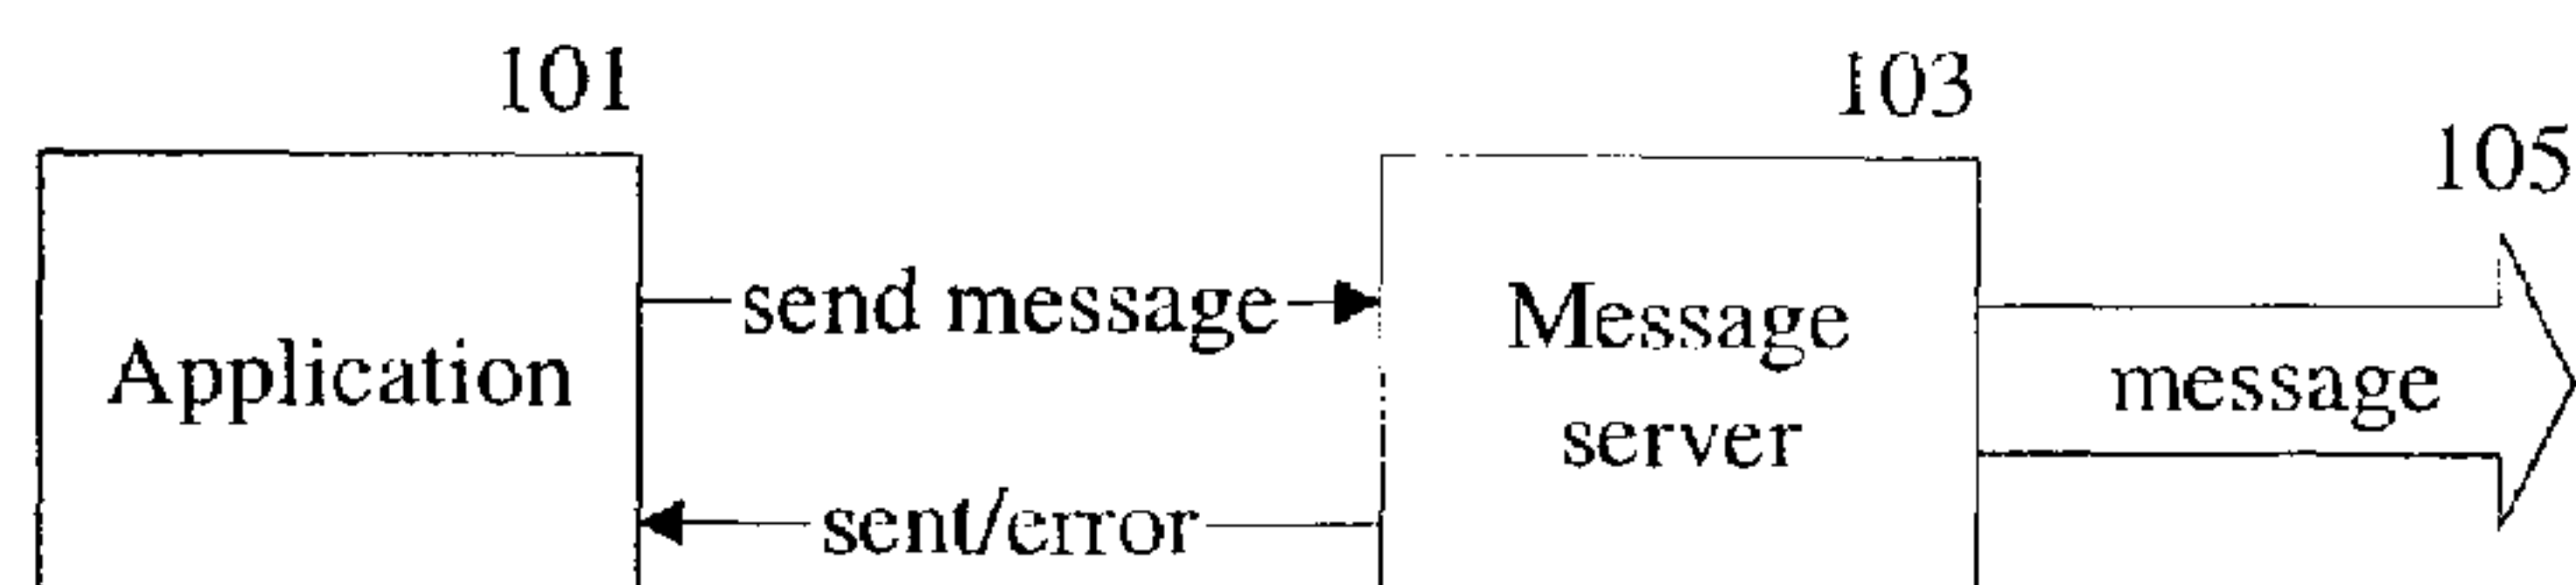 101
103
105
send message
Message
server
Application
message
sent/error